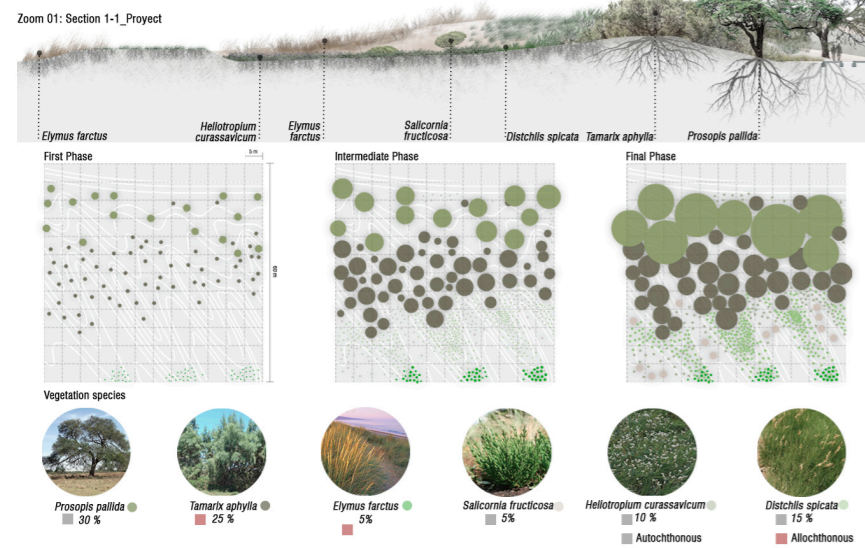 Zoom 01: Section 1-1_Proyect
Elymus farctus
Heliotropium
curassavicum
Elymus
farctus
Salicornia
fructicosa
Distchlis spicata
Tamarix aphylla
Prosopis pallida
First Phase
5 m
Intermediate Phase
Final Phase
60 m
Vegetation species
Prosopis pallida
30 %
Tamarix aphylla
25 %
Elymus farctus
5%
Salicornia fructicosa
5%
Heliotropium curassavicum
10 %
Distchlis spicata
15 %
Autochthonous
Allochthonous